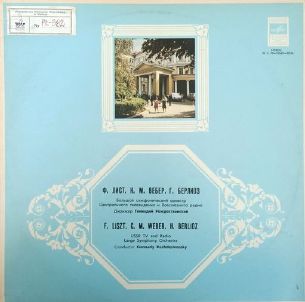 Ф. ЛИСТ, К. М. ВЕБЕР, Г. БЕРЛИОЗ
Большой симфонический оркестр
Центрального телевидения и Всесоюзного радио
Дирижер Геннадий Рождественский
F. LISZT, C. M. WEBER, H. BERLIOZ
USSR TV and Radio
Large Symphony Orchestra
Conductor Gennady Rozhdestvensky